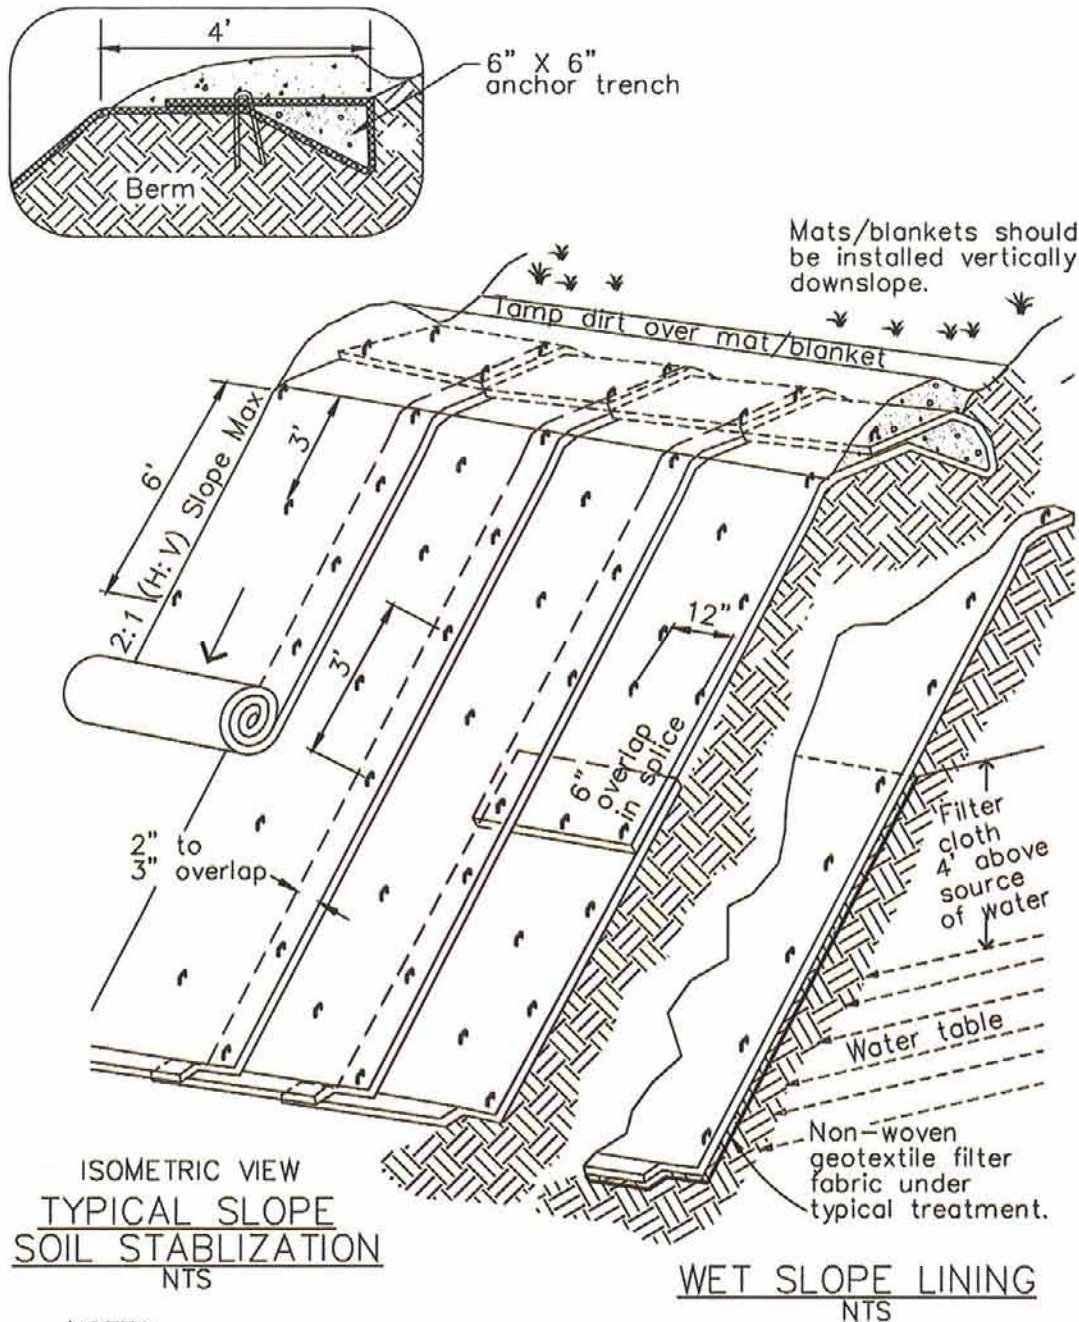 4'
6" X 6"
anchor trench
Berm
Mats/blankets should
be installed vertically
downslope.
Tamp dirt over mat/blanket
6'
2:1 (H:V) Slope Max
3'
12"
3'
6"
overlap
in splice
2" to
3" overlap
Filter
cloth
4' above
source
of water
Water table
Non-woven
geotextile filter
fabric under
typical treatment.
ISOMETRIC VIEW
TYPICAL SLOPE
SOIL STABLIZATION
NTS
WET SLOPE LINING
NTS